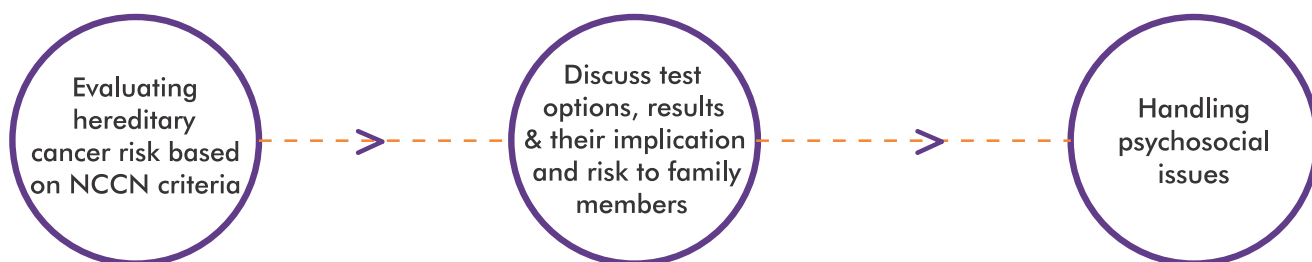 Evaluating
hereditary
cancer risk based
on NCCN criteria
Discuss test
options, results
& their implication
and risk to family
members
Handling
psychosocial
issues